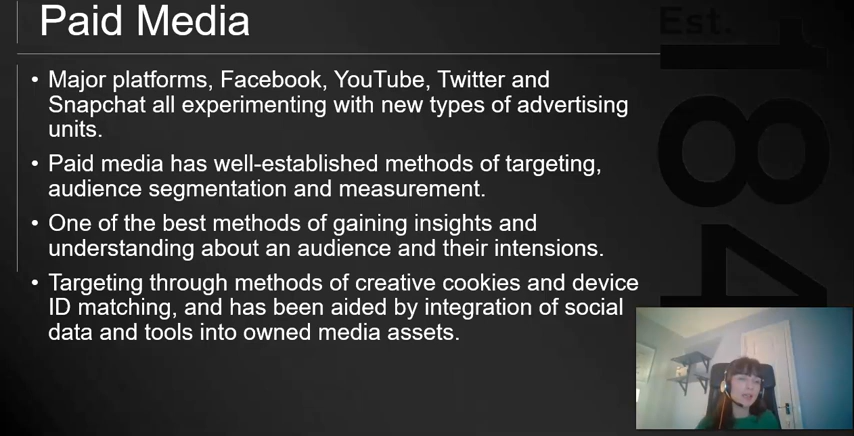 Paid Media
Est.
184
• Major platforms, Facebook, YouTube, Twitter and
Snapchat all experimenting with new types of advertising
units.
• Paid media has well-established methods of targeting,
audience segmentation and measurement.
• One of the best methods of gaining insights and
understanding about an audience and their intensions.
• Targeting through methods of creative cookies and device
ID matching, and has been aided by integration of social
data and tools into owned media assets.